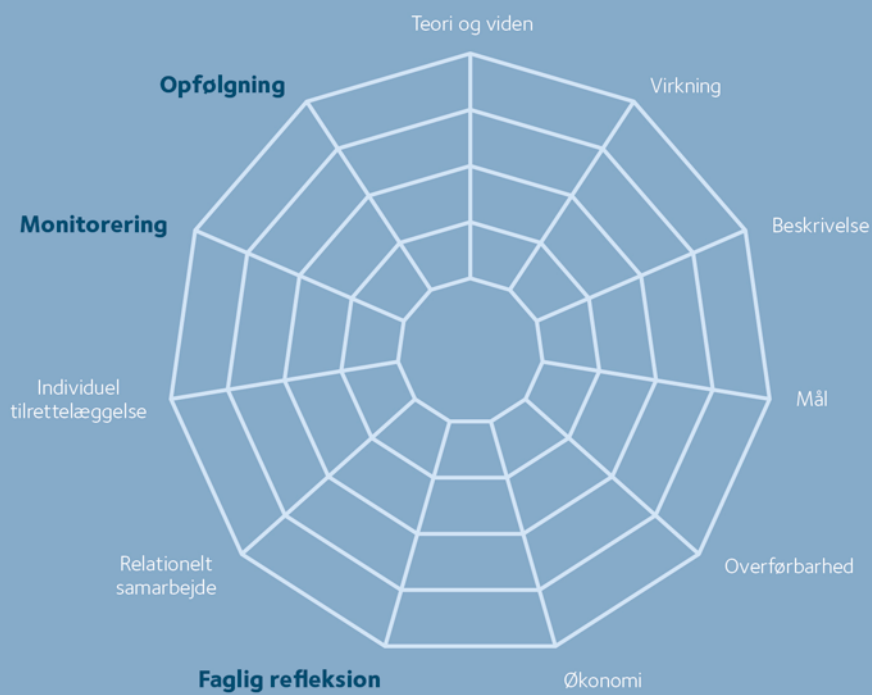 Teori og viden
Virkning
Beskrivelse
Mål
Overførbarhed
Økonomi
Faglig refleksion
Relationelt
samarbejde
Individuel
tilrettelæggelse
Monitorering
Opfølgning